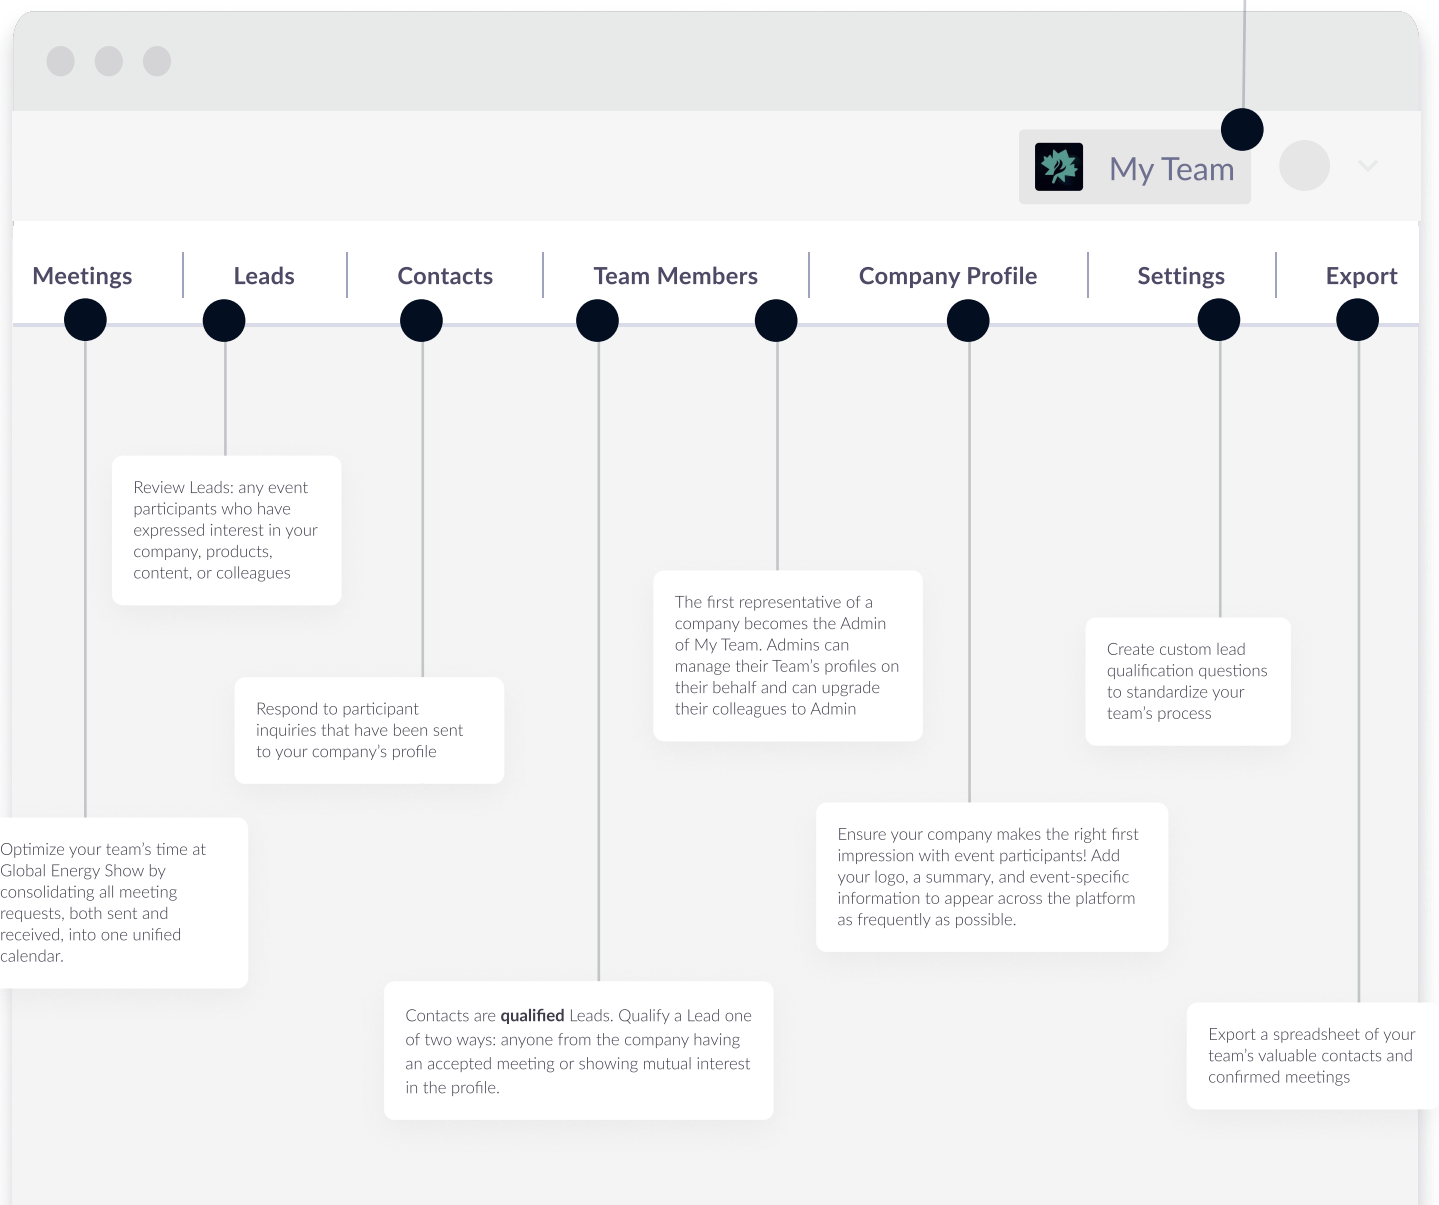 My Team
Meetings
Leads
Contacts
Team Members
Company Profile
Settings
Export
Review Leads: any event
participants who have
expressed interest in your
company, products,
content, or colleagues
The first representative of a
company becomes the Admin
of My Team. Admins can
manage their Team’s profiles on
their behalf and can upgrade
their colleagues to Admin
Create custom lead
qualification questions
to standardize your
team’s process
Respond to participant
inquiries that have been sent
to your company’s profile
Optimize your team’s time at
Global Energy Show by
consolidating all meeting
requests, both sent and
received, into one unified
calendar.
Ensure your company makes the right first
impression with event participants! Add
your logo, a summary, and event-specific
information to appear across the platform
as frequently as possible.
Contacts are qualified Leads. Qualify a Lead one
of two ways: anyone from the company having
an accepted meeting or showing mutual interest
in the profile.
Export a spreadsheet of your
team’s valuable contacts and
confirmed meetings